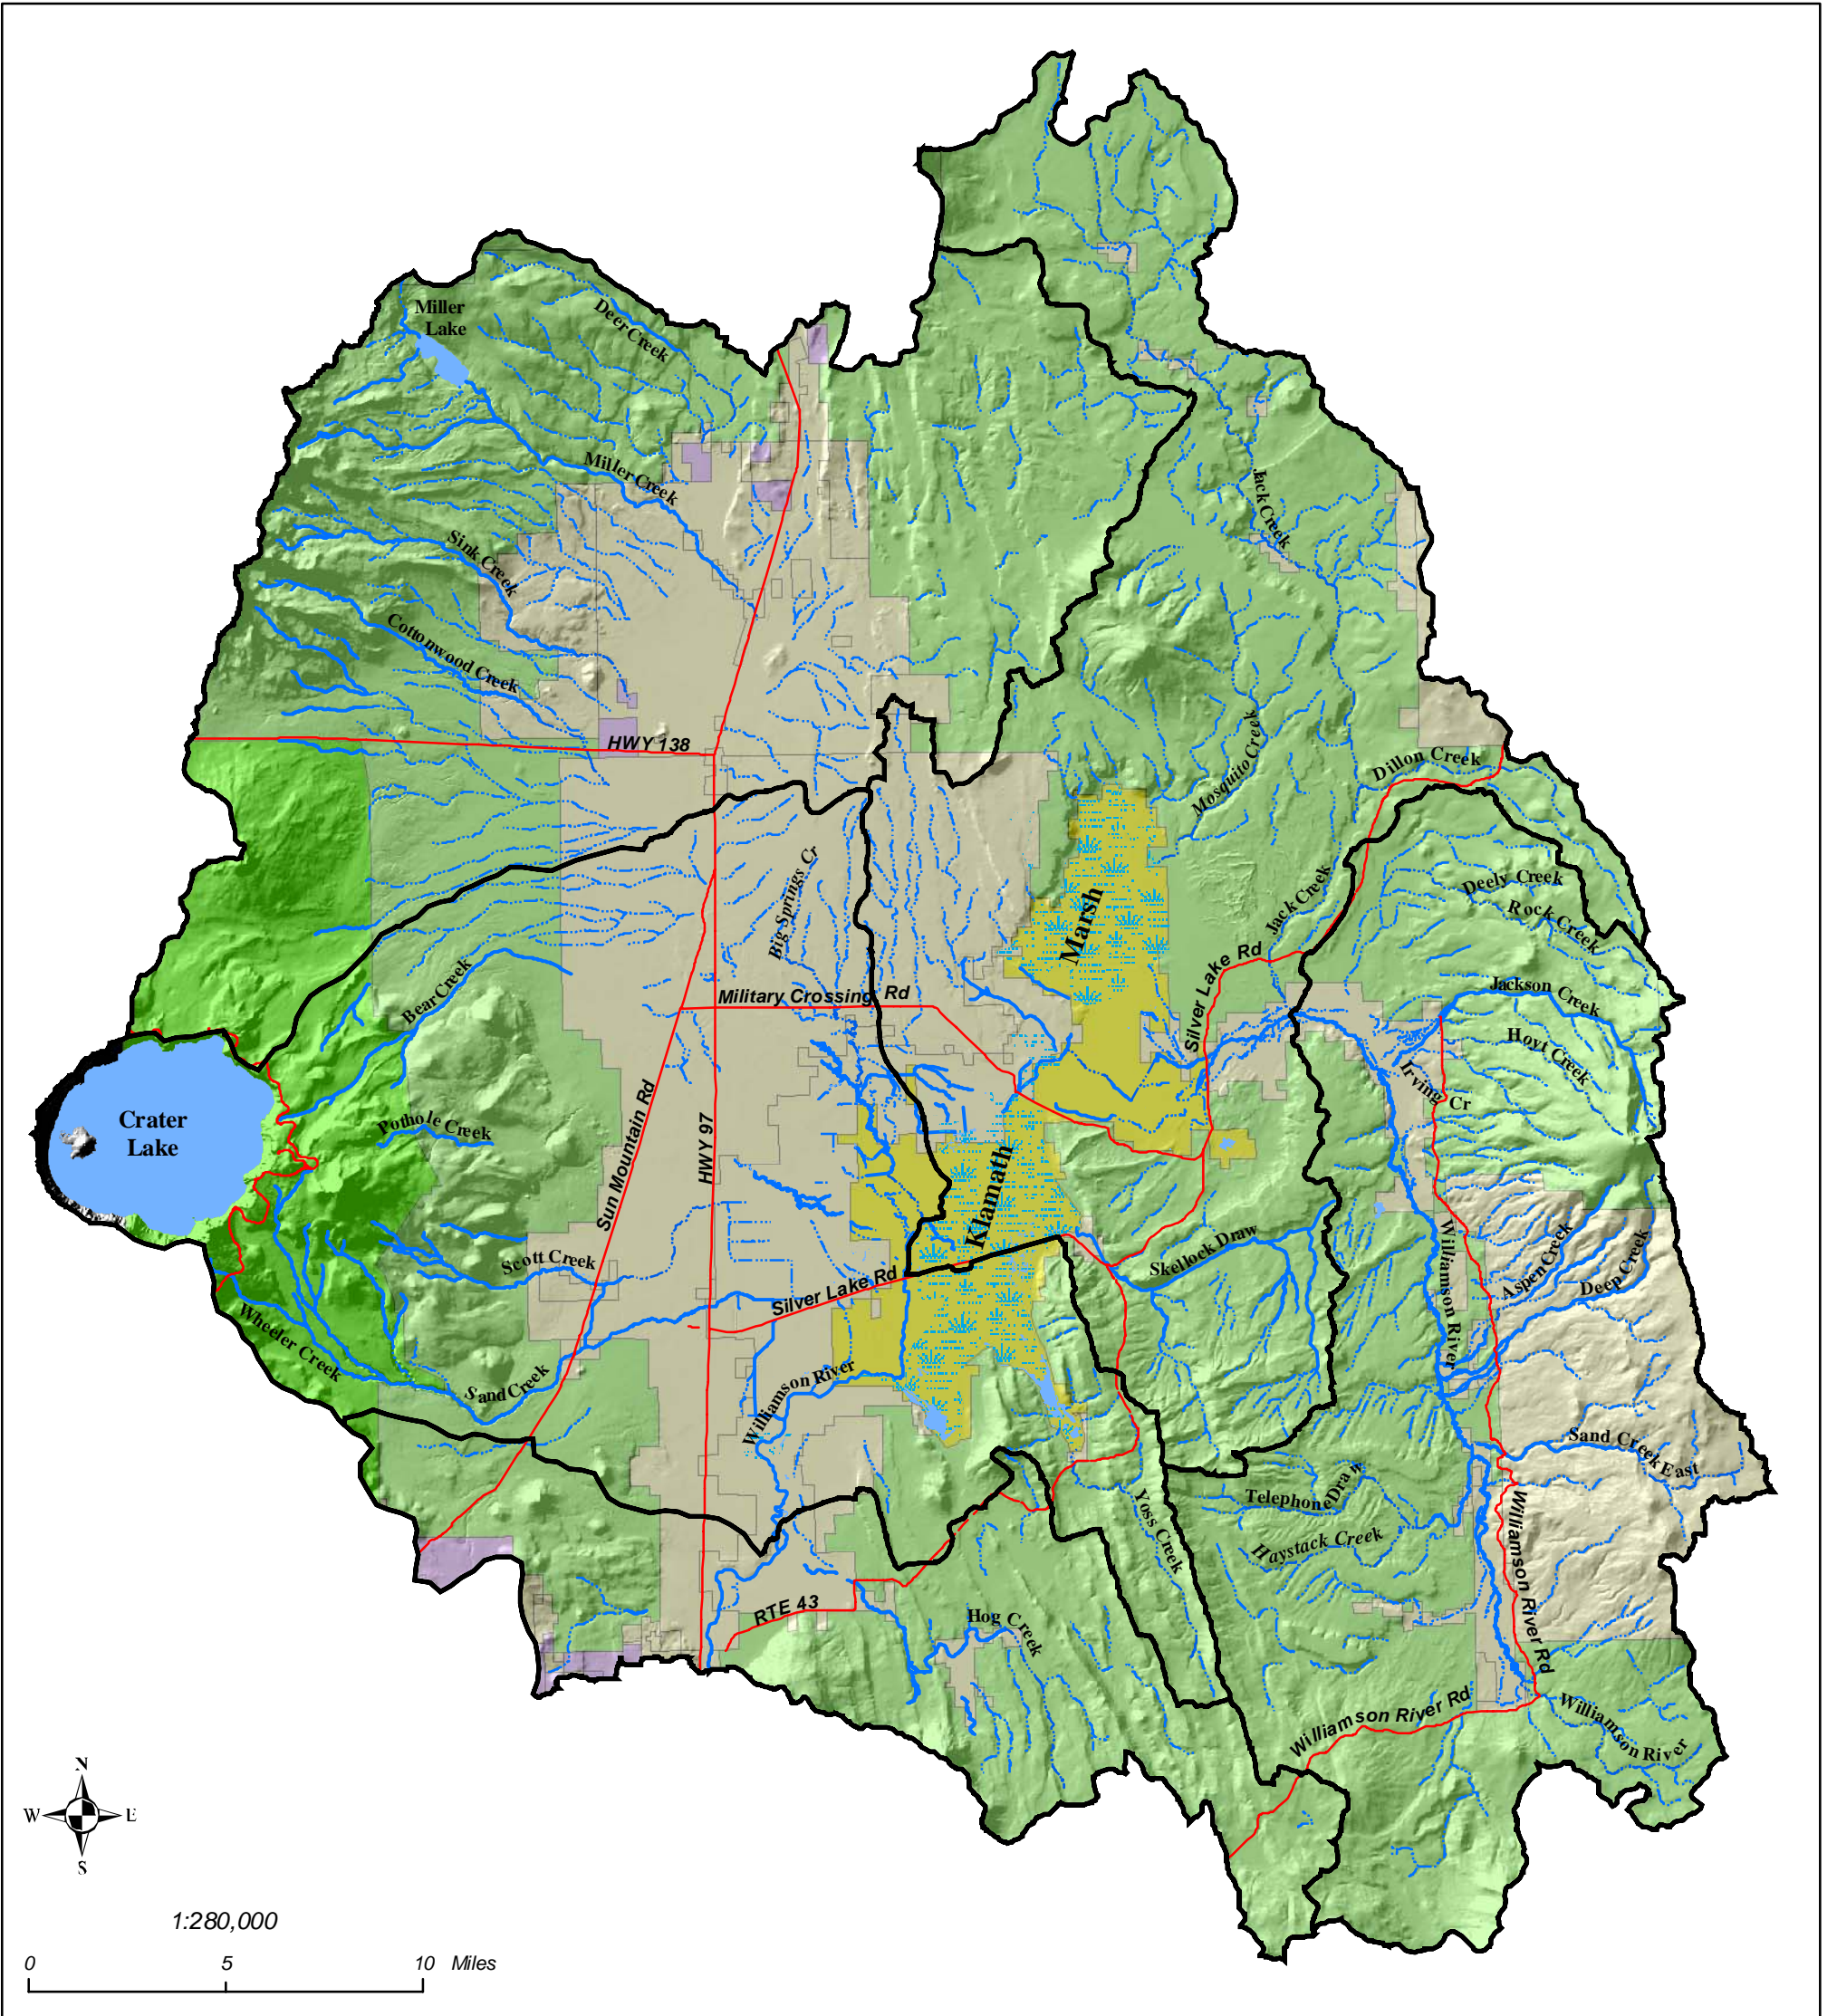 Miller
Lake
Deer Creek
Miller Creek
Jack Creek
Sink Creek
Cottonwood Creek
HWY 138
Mosquito Creek
Dillon Creek
Big Springs Cr
Marsh
Jack Creek
Deely Creek
Rock Creek
Bear Creek
Silver Lake Rd
Military Crossing Rd
Jackson Creek
Hoyt Creek
Irving Cr
Crater
Lake
Pothole Creek
Sun Mountain Rd
HWY 97
Klamath
Scott Creek
Skellock Draw
Williamson River
Aspen Creek
Deep Creek
Silver Lake Rd
Wheeler Creek
Sand Creek
Williamson River
Sand Creek East
Telephone Draw
Yoss Creek
Haystack Creek
Williamson River Rd
RTE 43
Hog Creek
Williamson River Rd
Williamson River
N
W E
S
1:280,000
0 5 10 Miles